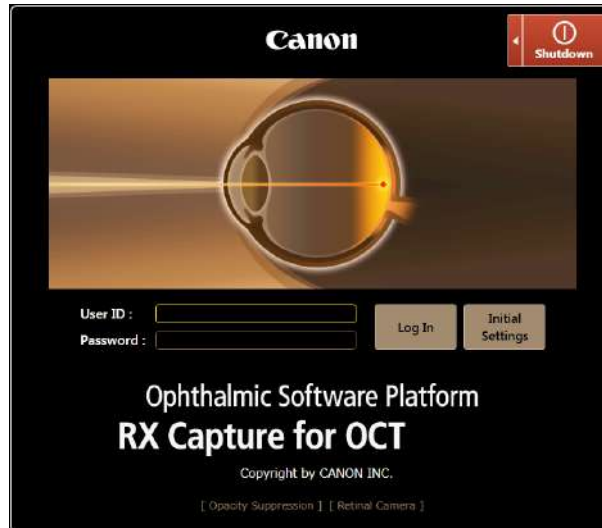 Canon
Shutdown
User ID :
Password :
Log In
Initial
Settings
Ophthalmic Software Platform
RX Capture for OCT
Copyright by CANON INC.
[ Opacity Suppression ] [ Retinal Camera ]